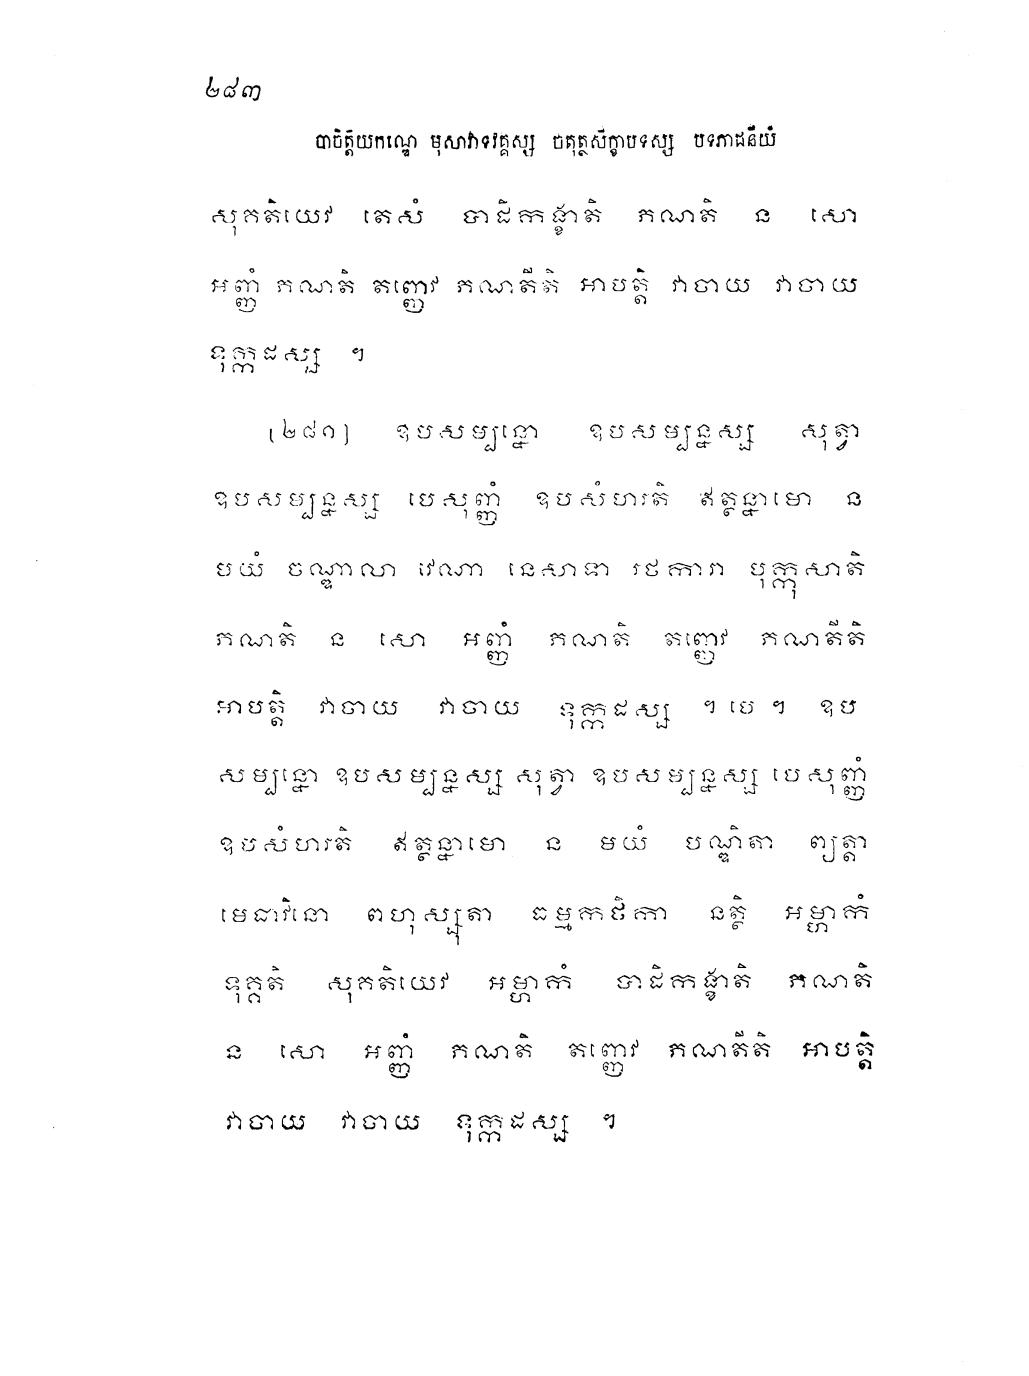 ២៨៣
បាចិត្តិយកណ្ឌេ មុសាវាទវគ្គស្ស ចតុត្ថសិក្ខាបទស្ស បទភាជនីយំ
សុគតិយេវ តេសំ បាដិកង្ខាតិ ភណតិ ន សោ
អញ្ញំ ភណតិ តញ្ញេវ ភណតីតិ អាបត្តិ វាចាយ វាចាយ
ទុក្កដស្ស ។
[២៨១] ឧបសម្បន្នោ ឧបសម្បន្នស្ស សុត្វា
ឧបសម្បន្នស្ស បេសុញ្ញំ ឧបសំហរតិ ឥត្ថន្នាមោ ន
មយំ ចណ្ឌាលា វេណា នេសាទា រថការា បុក្កុសាតិ
ភណតិ ន សោ អញ្ញំ ភណតិ តញ្ញេវ ភណតីតិ
អាបត្តិ វាចាយ វាចាយ ទុក្កដស្ស ។ បេ ។ ឧប
សម្បន្នោ ឧបសម្បន្នស្ស សុត្វា ឧបសម្បន្នស្ស បេសុញ្ញំ
ឧបសំហរតិ ឥត្ថន្នាមោ ន មយំ បណ្ឌិតា ព្យត្តា
មេធាវិនោ ពហុស្សុតា ធម្មកថិកា នត្ថិ អម្ហាកំ
ទុគ្គតិ សុគតិយេវ អម្ហាកំ បាដិកង្ខាតិ ភណតិ
ន សោ អញ្ញំ ភណតិ តញ្ញេវ ភណតីតិ អាបត្តិ
វាចាយ វាចាយ ទុក្កដស្ស ។